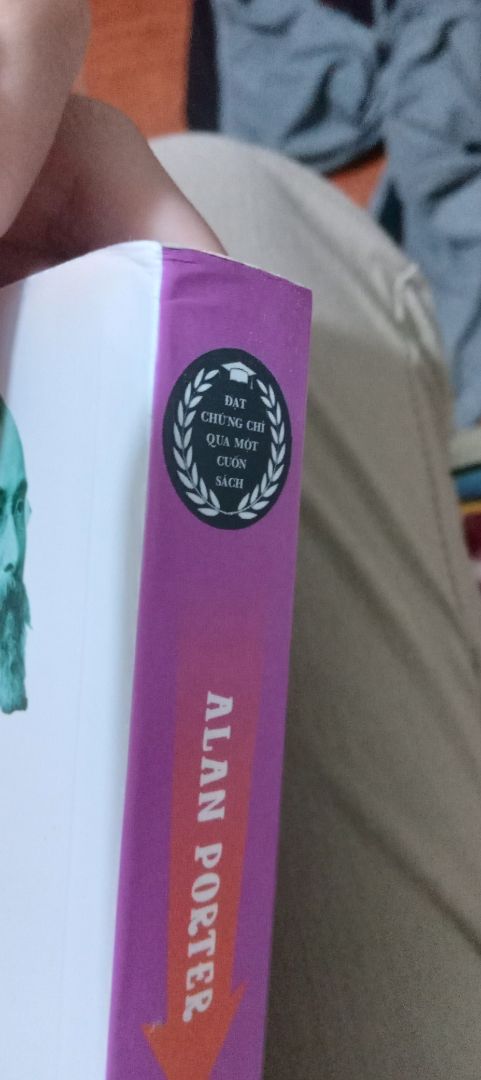 ĐẠT
CHỨNG CHỈ
QUA MỘT
CUỐN
SÁCH
ALAN PORTER